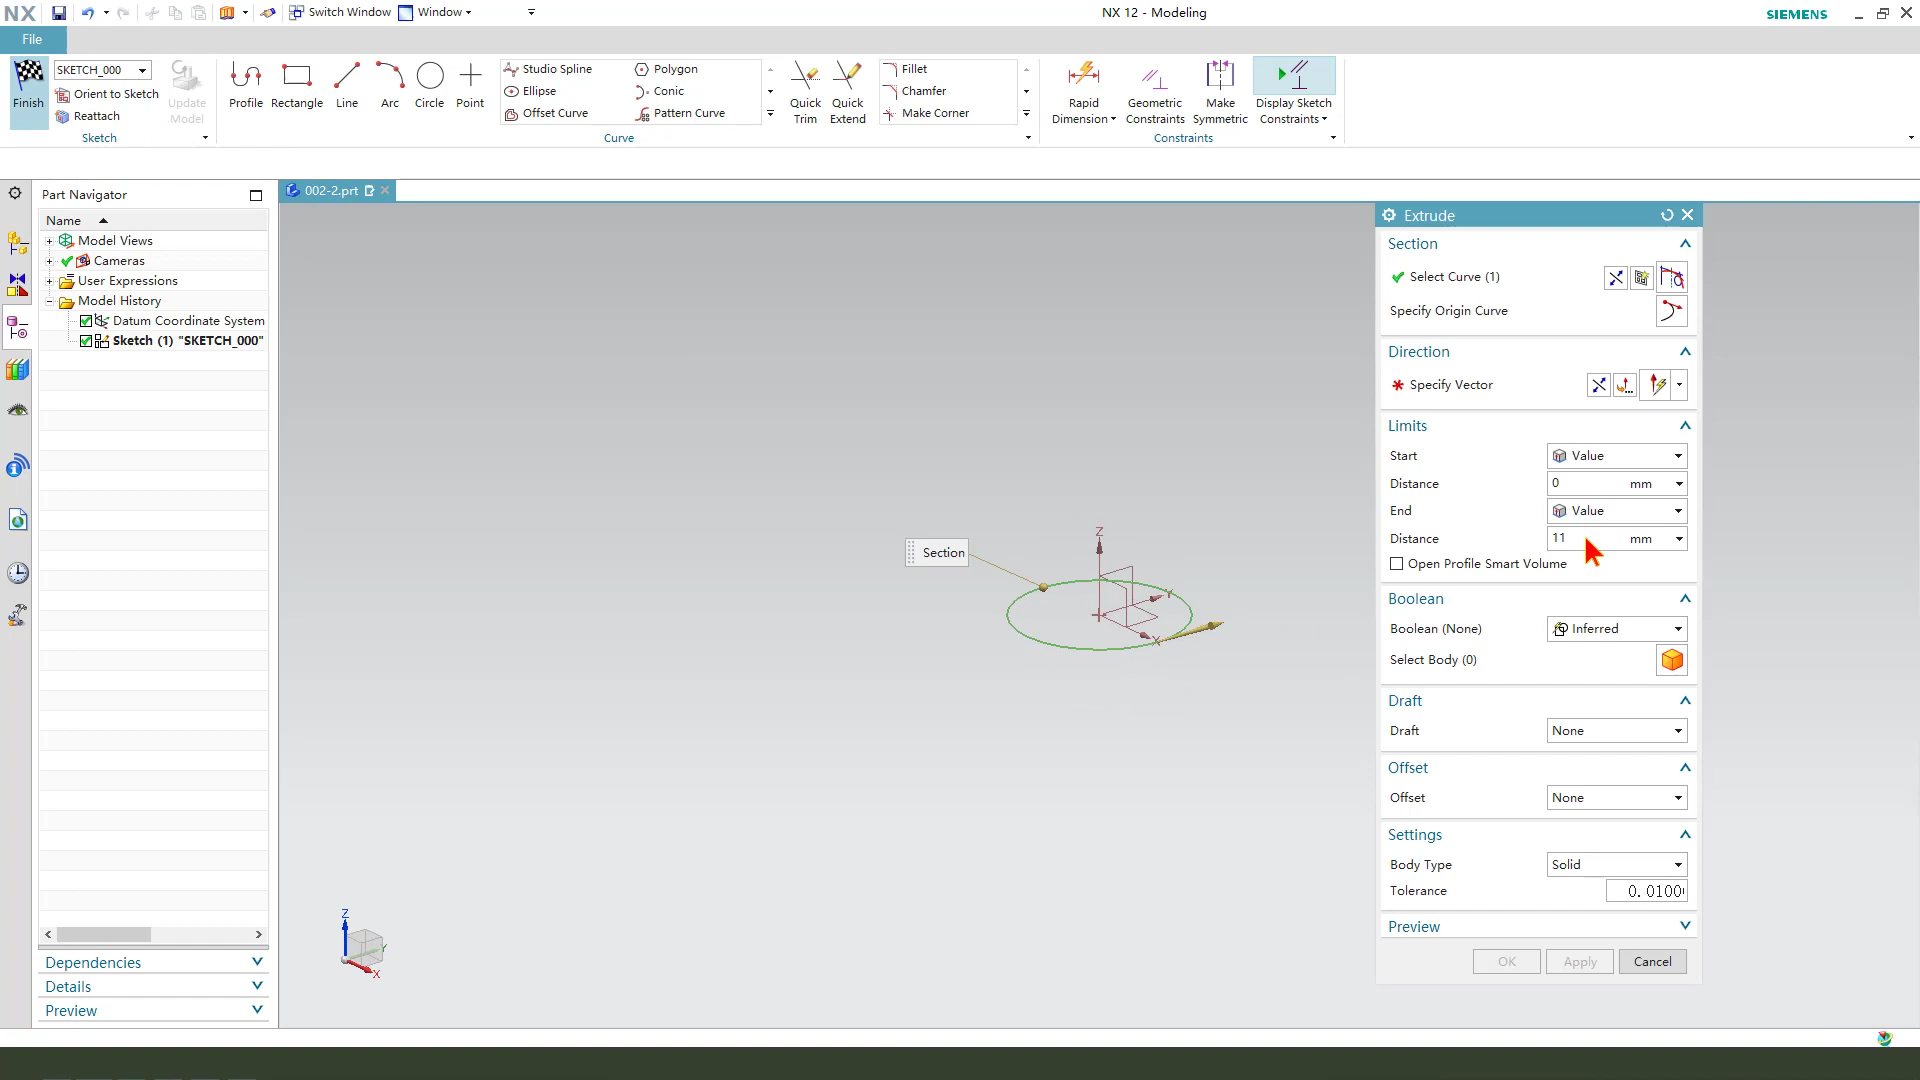 NX
Switch Window
Window
NX 12 - Modeling
SIEMENS
File
Finish
SKETCH_000
Orient to Sketch
Reattach
Update
Model
Sketch
Profile
Rectangle
Line
Arc
Circle
Point
Studio Spline
Ellipse
Offset Curve
Polygon
Conic
Pattern Curve
Quick
Trim
Quick
Extend
Fillet
Chamfer
Make Corner
Curve
Rapid
Dimension
Geometric
Constraints
Make
Symmetric
Display Sketch
Constraints
Constraints
Part Navigator
Name
Model Views
Cameras
User Expressions
Model History
Datum Coordinate System
Sketch (1) "SKETCH_000"
Dependencies
Details
Preview
002-2.prt
Section
Z
Y
X
Z
Y
X
Extrude
Section
Select Curve (1)
Specify Origin Curve
Direction
Specify Vector
Limits
Start
Value
Distance
0 mm
End
Value
Distance
11 mm
Open Profile Smart Volume
Boolean
Boolean (None)
Inferred
Select Body (0)
Draft
Draft
None
Offset
Offset
None
Settings
Body Type
Solid
Tolerance
0.0100
Preview
OK
Apply
Cancel